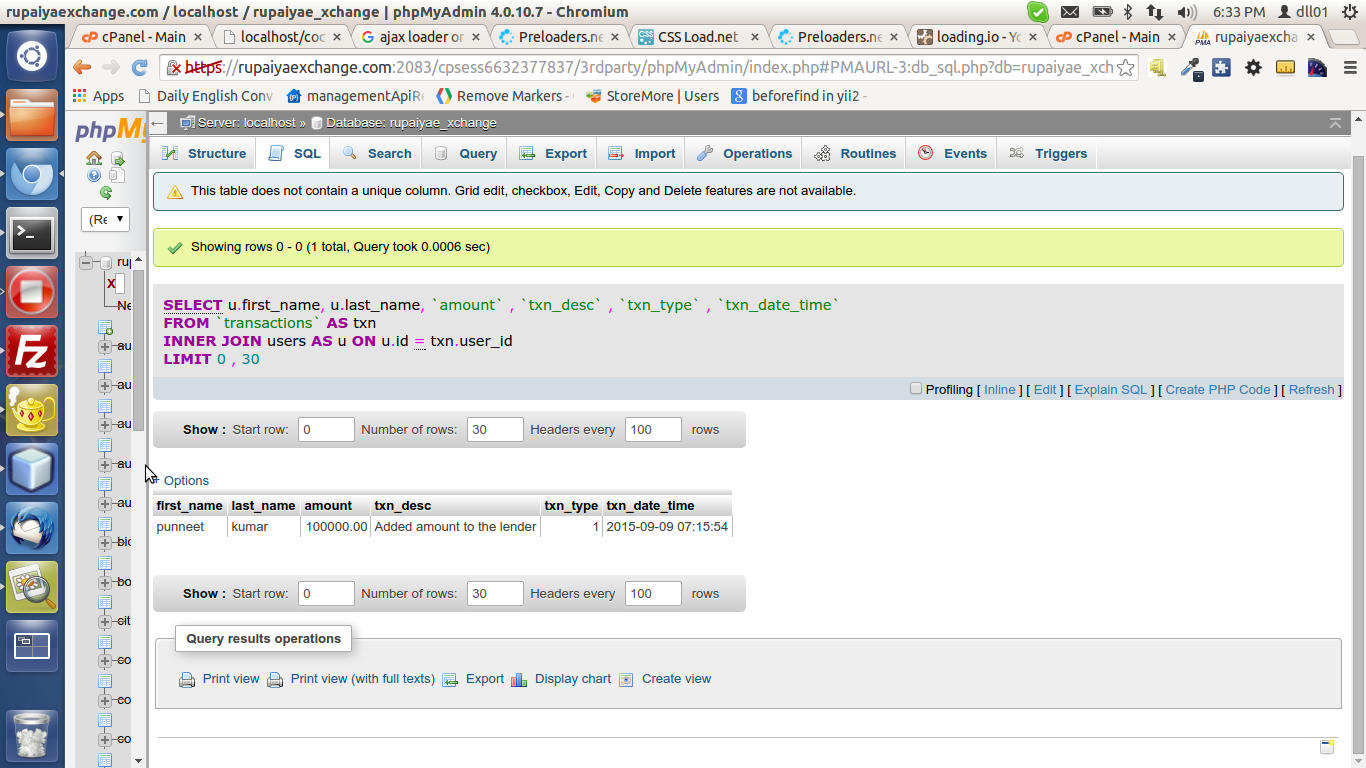 rupaiyaexchange.com / localhost / rupaiyae_xchange | phpMyAdmin 4.0.10.7 - Chromium
6:33 PM dll01
cP cPanel - Main
localhost/coc
ajax loader or
Preloaders.ne
CSS Load.net
Preloaders.ne
loading.io - Yo
cP cPanel - Main
PMA rupaiyaexcha
https://rupaiyaexchange.com:2083/cpsess6632377837/3rdparty/phpMyAdmin/index.php#PMAURL-3:db_sql.php?db=rupaiyae_xch
Apps Daily English Conv managementApiRe Remove Markers - StoreMore | Users beforefind in yii2 -
phpMy
(Re
rup
X
Ne
au
au
au
au
au
bic
bo
cit
co
co
co
Server: localhost » Database: rupaiyae_xchange
Structure SQL Search Query Export Import Operations Routines Events Triggers
This table does not contain a unique column. Grid edit, checkbox, Edit, Copy and Delete features are not available.
Showing rows 0 - 0 (1 total, Query took 0.0006 sec)
SELECT u.first_name, u.last_name, `amount` , `txn_desc` , `txn_type` , `txn_date_time`
FROM `transactions` AS txn
INNER JOIN users AS u ON u.id = txn.user_id
LIMIT 0 , 30
Profiling [ Inline ] [ Edit ] [ Explain SQL ] [ Create PHP Code ] [ Refresh ]
Show : Start row: 0 Number of rows: 30 Headers every 100 rows
+ Options
first_name last_name amount txn_desc txn_type txn_date_time
punneet kumar 100000.00 Added amount to the lender 1 2015-09-09 07:15:54
Show : Start row: 0 Number of rows: 30 Headers every 100 rows
Query results operations
Print view Print view (with full texts) Export Display chart Create view